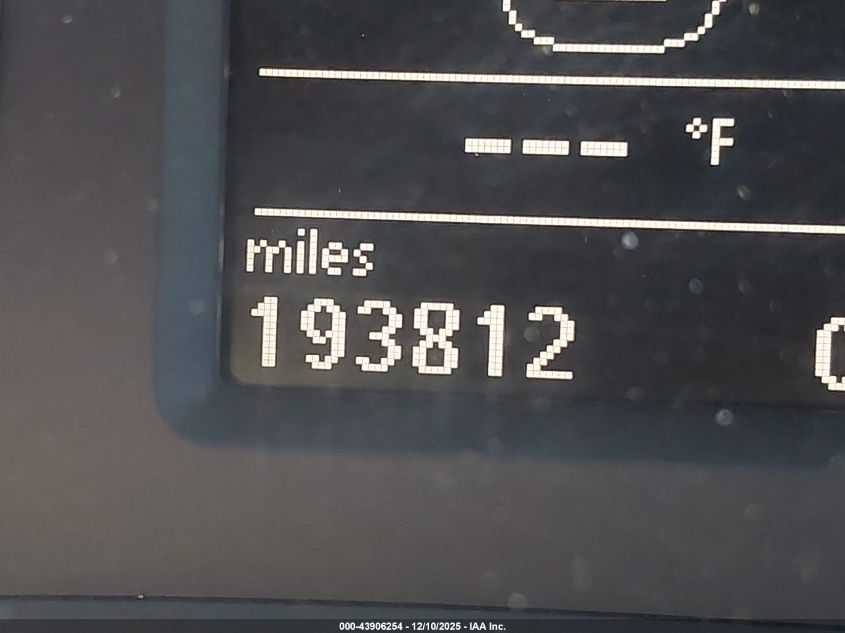 --- °F
miles
193812
000-43906254 - 12/10/2025 - IAA Inc.